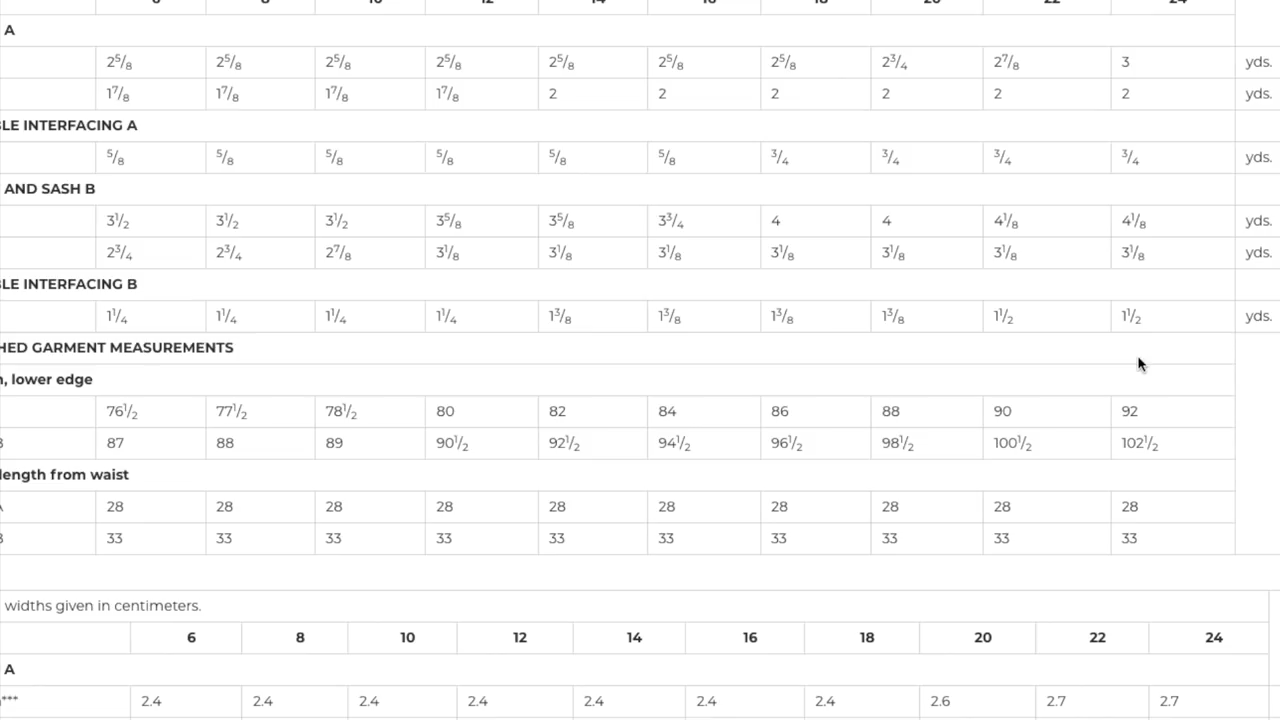 A
2⁵/₈ 2⁵/₈ 2⁵/₈ 2⁵/₈ 2⁵/₈ 2⁵/₈ 2⁵/₈ 2³/₄ 2⁷/₈ 3 yds.
1⁷/₈ 1⁷/₈ 1⁷/₈ 1⁷/₈ 2 2 2 2 2 2 yds.
INTERFACING A
⁵/₈ ⁵/₈ ⁵/₈ ⁵/₈ ⁵/₈ ⁵/₈ ³/₄ ³/₄ ³/₄ ³/₄ yds.
AND SASH B
3¹/₂ 3¹/₂ 3¹/₂ 3⁵/₈ 3⁵/₈ 3³/₄ 4 4 4¹/₈ 4¹/₈ yds.
2³/₄ 2³/₄ 2⁷/₈ 3¹/₈ 3¹/₈ 3¹/₈ 3¹/₈ 3¹/₈ 3¹/₈ 3¹/₈ yds.
INTERFACING B
1¹/₄ 1¹/₄ 1¹/₄ 1¹/₄ 1³/₈ 1³/₈ 1³/₈ 1³/₈ 1¹/₂ 1¹/₂ yds.
GARMENT MEASUREMENTS
, lower edge
76¹/₂ 77¹/₂ 78¹/₂ 80 82 84 86 88 90 92
87 88 89 90¹/₂ 92¹/₂ 94¹/₂ 96¹/₂ 98¹/₂ 100¹/₂ 102¹/₂
length from waist
28 28 28 28 28 28 28 28 28 28
33 33 33 33 33 33 33 33 33 33
widths given in centimeters.
6 8 10 12 14 16 18 20 22 24
A
*** 2.4 2.4 2.4 2.4 2.4 2.4 2.4 2.6 2.7 2.7